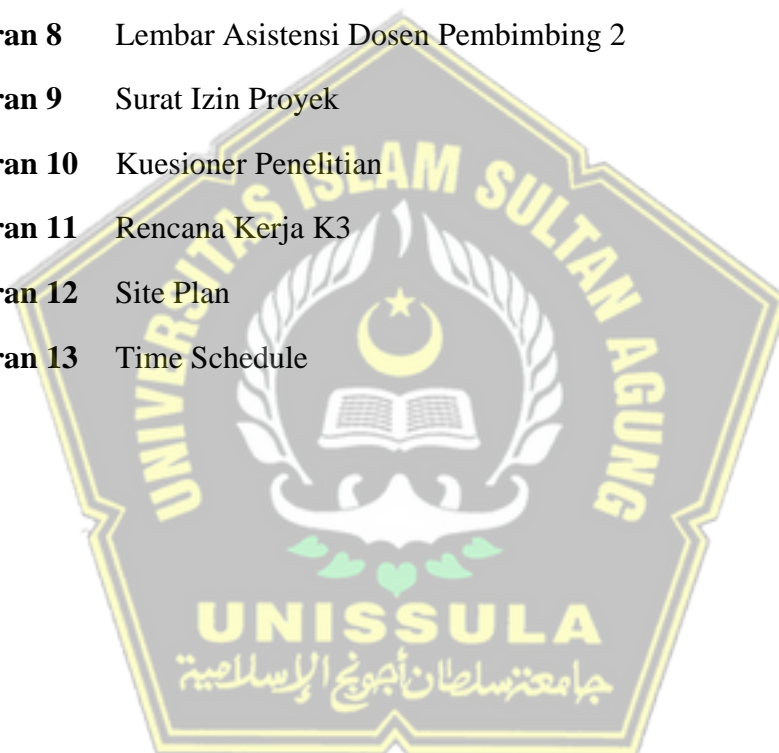 ran 8 Lembar Asistensi Dosen Pembimbing 2
ran 9 Surat Izin Proyek
ran 10 Kuesioner Penelitian
ran 11 Rencana Kerja K3
ran 12 Site Plan
ran 13 Time Schedule
UNIVERSITAS ISLAM SULTAN AGUNG
UNISSULA
جامعة سلطان أجونج الإسلامية